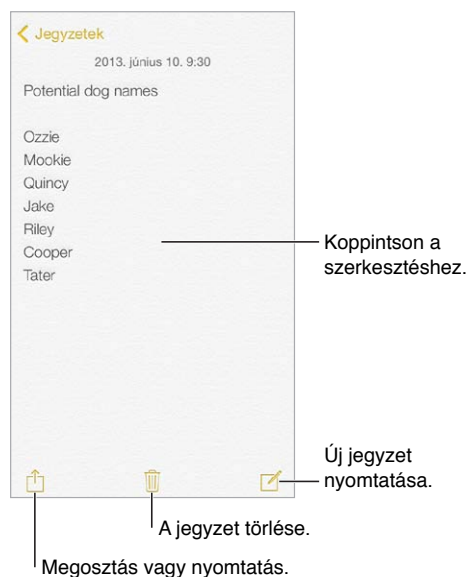 Jegyzetek
2013. június 10. 9:30
Potential dog names
Ozzie
Mookie
Quincy
Jake
Riley
Cooper
Tater
Koppintson a
szerkesztéshez.
Új jegyzet
nyomtatása.
A jegyzet törlése.
Megosztás vagy nyomtatás.